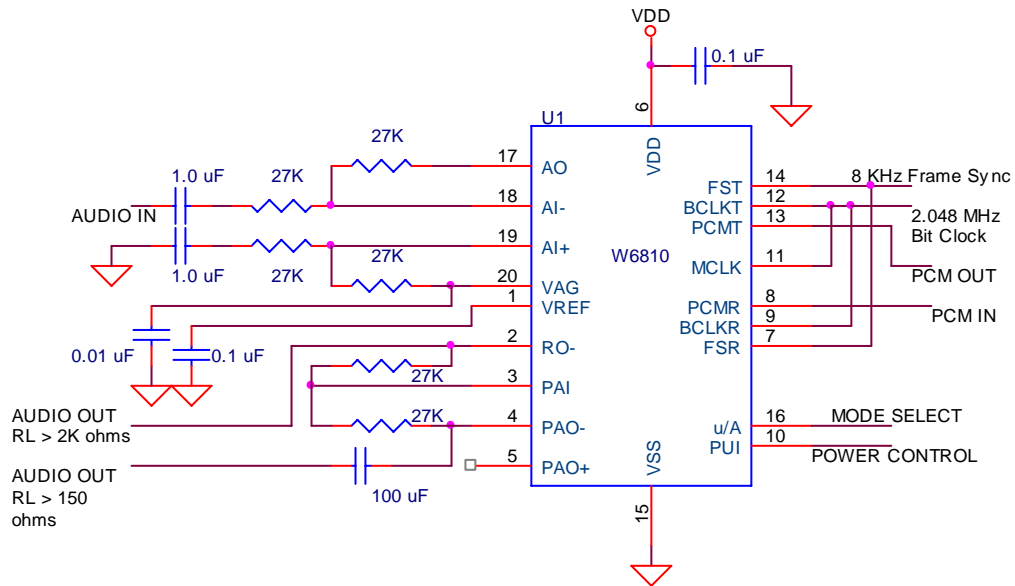 VDD
0.1 uF
6
U1
27K
17
AO
VDD
1.0 uF
27K
14
FST
8 KHz Frame Sync
18
AI-
12
BCLKT
AUDIO IN
13
PCMT
2.048 MHz
Bit Clock
19
AI+
W6810
11
MCLK
1.0 uF
27K
27K
20
VAG
PCM OUT
1
VREF
8
PCMR
PCM IN
9
BCLKR
0.01 uF
0.1 uF
2
RO-
7
FSR
27K
3
PAI
AUDIO OUT
RL > 2K ohms
27K
4
PAO-
16
u/A
MODE SELECT
10
PUI
POWER CONTROL
5
PAO+
VSS
AUDIO OUT
RL > 150
ohms
100 uF
15